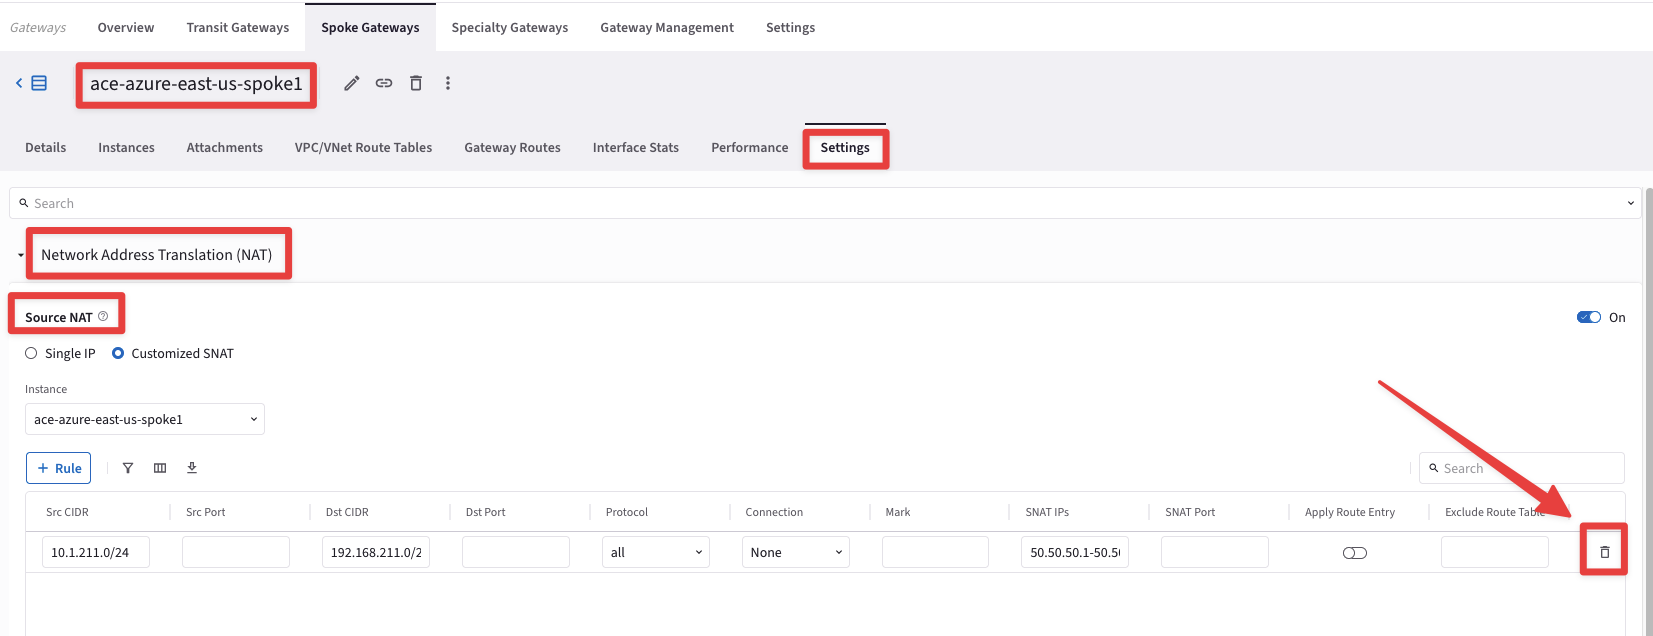 Gateways Overview Transit Gateways Spoke Gateways Specialty Gateways Gateway Management Settings
ace-azure-east-us-spoke1
Details Instances Attachments VPC/VNet Route Tables Gateway Routes Interface Stats Performance Settings
Search
Network Address Translation (NAT)
Source NAT On
Single IP Customized SNAT
Instance
ace-azure-east-us-spoke1
+ Rule Search
Src CIDR Src Port Dst CIDR Dst Port Protocol Connection Mark SNAT IPs SNAT Port Apply Route Entry Exclude Route Table
10.1.211.0/24 192.168.211.0/2 all None 50.50.50.1-50.5